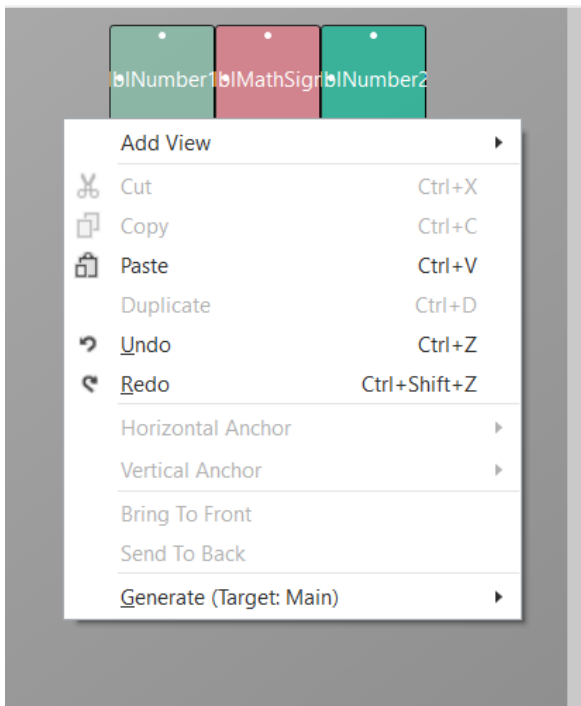 lblNumber1 lblMathSign lblNumber2
Add View
Cut Ctrl+X
Copy Ctrl+C
Paste Ctrl+V
Duplicate Ctrl+D
Undo Ctrl+Z
Redo Ctrl+Shift+Z
Horizontal Anchor
Vertical Anchor
Bring To Front
Send To Back
Generate (Target: Main)